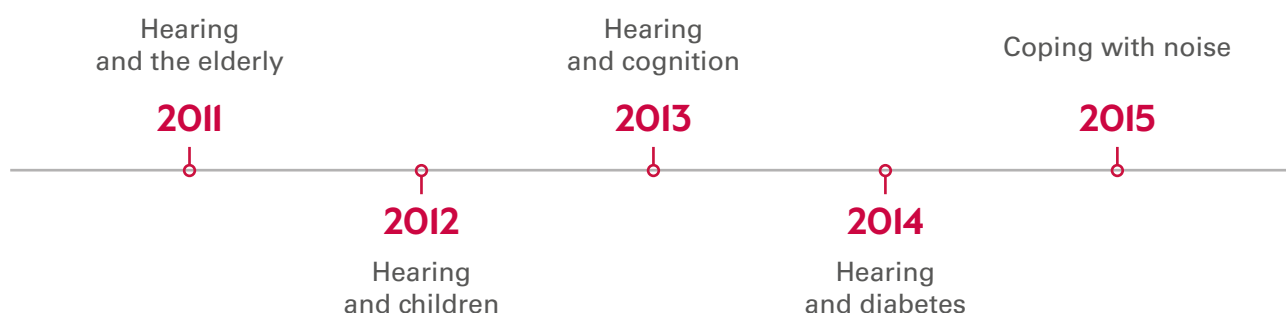 Hearing
and the elderly
2011
2012
Hearing
and children
Hearing
and cognition
2013
2014
Hearing
and diabetes
Coping with noise
2015